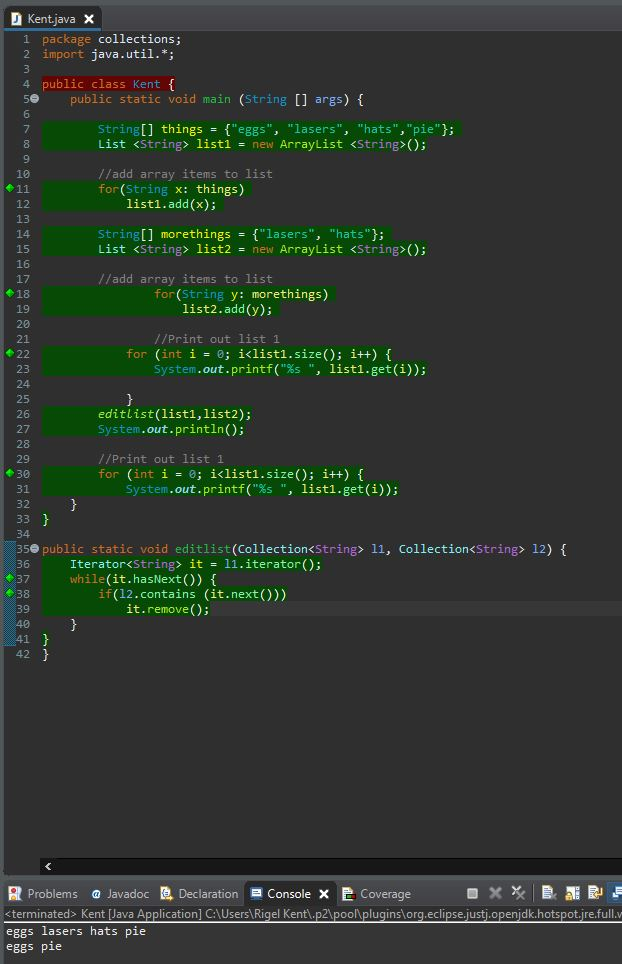 Kent.java
1 package collections;
2 import java.util.*;
3
4 public class Kent {
5 public static void main (String [] args) {
6
7 String[] things = {"eggs", "lasers", "hats","pie"};
8 List <String> list1 = new ArrayList <String>();
9
10 //add array items to list
11 for(String x: things)
12 list1.add(x);
13
14 String[] morethings = {"lasers", "hats"};
15 List <String> list2 = new ArrayList <String>();
16
17 //add array items to list
18 for(String y: morethings)
19 list2.add(y);
20
21 //Print out list 1
22 for (int i = 0; i<list1.size(); i++) {
23 System.out.printf("%s ", list1.get(i));
24
25 }
26 editlist(list1,list2);
27 System.out.println();
28
29 //Print out list 1
30 for (int i = 0; i<list1.size(); i++) {
31 System.out.printf("%s ", list1.get(i));
32 }
33 }
34
35 public static void editlist(Collection<String> l1, Collection<String> l2) {
36 Iterator<String> it = l1.iterator();
37 while(it.hasNext()) {
38 if(l2.contains (it.next()))
39 it.remove();
40 }
41 }
42 }
Problems @ Javadoc Declaration Console Coverage
<terminated> Kent [Java Application] C:\Users\Rigel Kent\.p2\pool\plugins\org.eclipse.justj.openjdk.hotspot.jre.full.v
eggs lasers hats pie
eggs pie